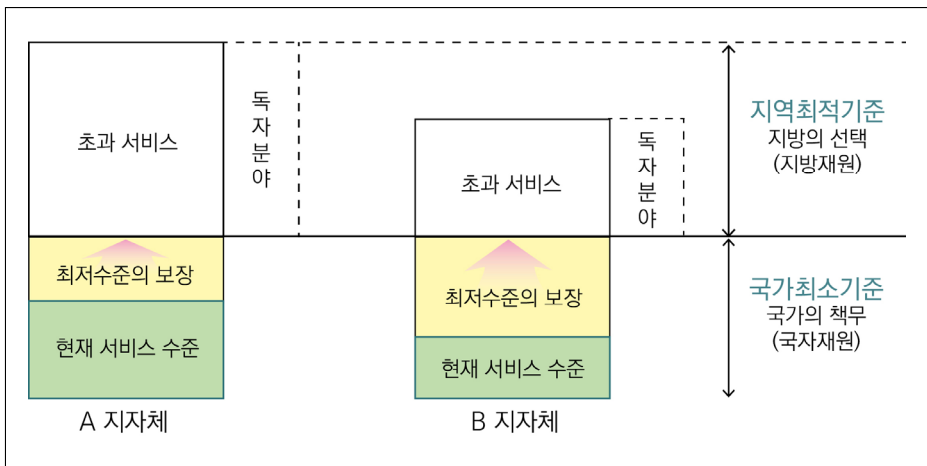 초과 서비스
독자분야
최저수준의 보장
현재 서비스 수준
A 지자체
초과 서비스
독자분야
최저수준의 보장
현재 서비스 수준
B 지자체
지역최적기준
지방의 선택
(지방재원)
국가최소기준
국가의 책무
(국자재원)